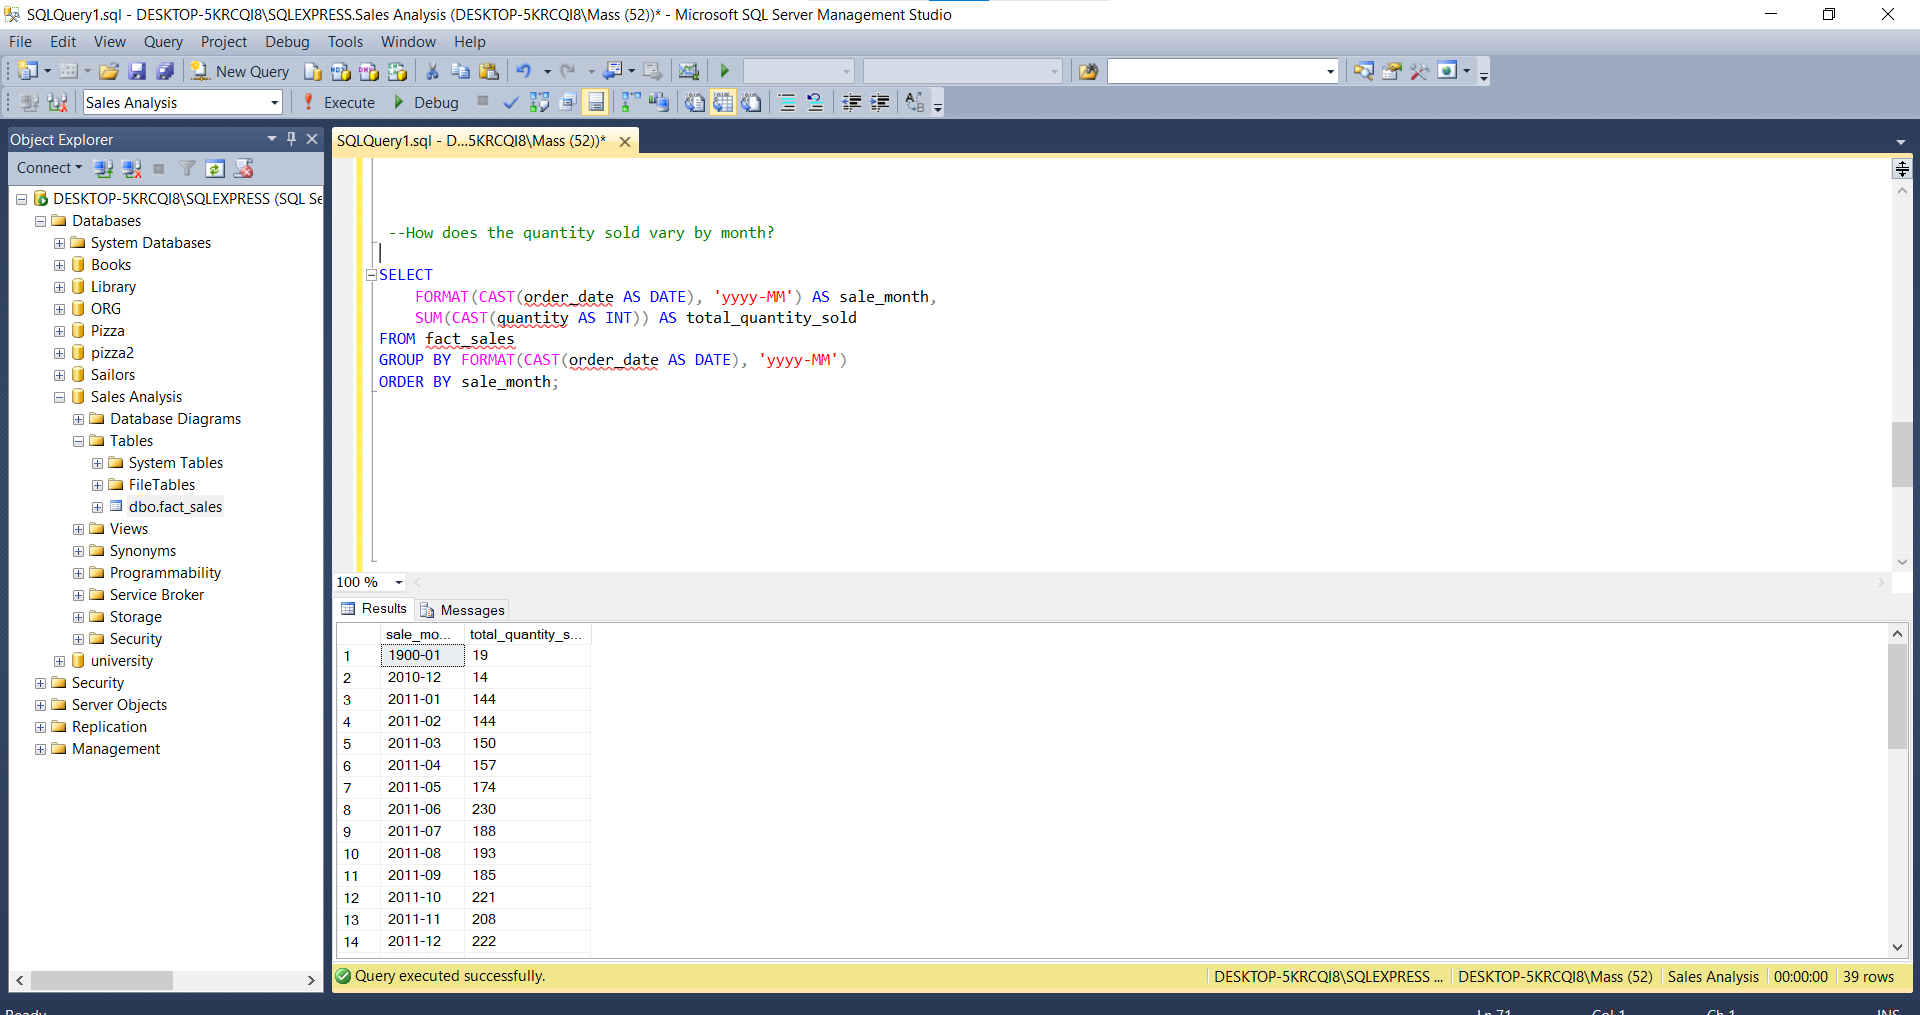 SQLQuery1.sql - DESKTOP-5KRCQI8\SQLEXPRESS.Sales Analysis (DESKTOP-5KRCQI8\Mass (52))* - Microsoft SQL Server Management Studio
File Edit View Query Project Debug Tools Window Help
New Query
Sales Analysis Execute Debug
Object Explorer
Connect
DESKTOP-5KRCQI8\SQLEXPRESS (SQL Se
Databases
System Databases
Books
Library
ORG
Pizza
pizza2
Sailors
Sales Analysis
Database Diagrams
Tables
System Tables
FileTables
dbo.fact_sales
Views
Synonyms
Programmability
Service Broker
Storage
Security
university
Security
Server Objects
Replication
Management
SQLQuery1.sql - D...5KRCQI8\Mass (52))*
--How does the quantity sold vary by month?
SELECT
FORMAT(CAST(order_date AS DATE), 'yyyy-MM') AS sale_month,
SUM(CAST(quantity AS INT)) AS total_quantity_sold
FROM fact_sales
GROUP BY FORMAT(CAST(order_date AS DATE), 'yyyy-MM')
ORDER BY sale_month;
100 %
Results Messages
sale_mo... total_quantity_s...
1 1900-01 19
2 2010-12 14
3 2011-01 144
4 2011-02 144
5 2011-03 150
6 2011-04 157
7 2011-05 174
8 2011-06 230
9 2011-07 188
10 2011-08 193
11 2011-09 185
12 2011-10 221
13 2011-11 208
14 2011-12 222
Query executed successfully. DESKTOP-5KRCQI8\SQLEXPRESS ... DESKTOP-5KRCQI8\Mass (52) Sales Analysis 00:00:00 39 rows
Ready Ln 71 Col 1 Ch 1 INS